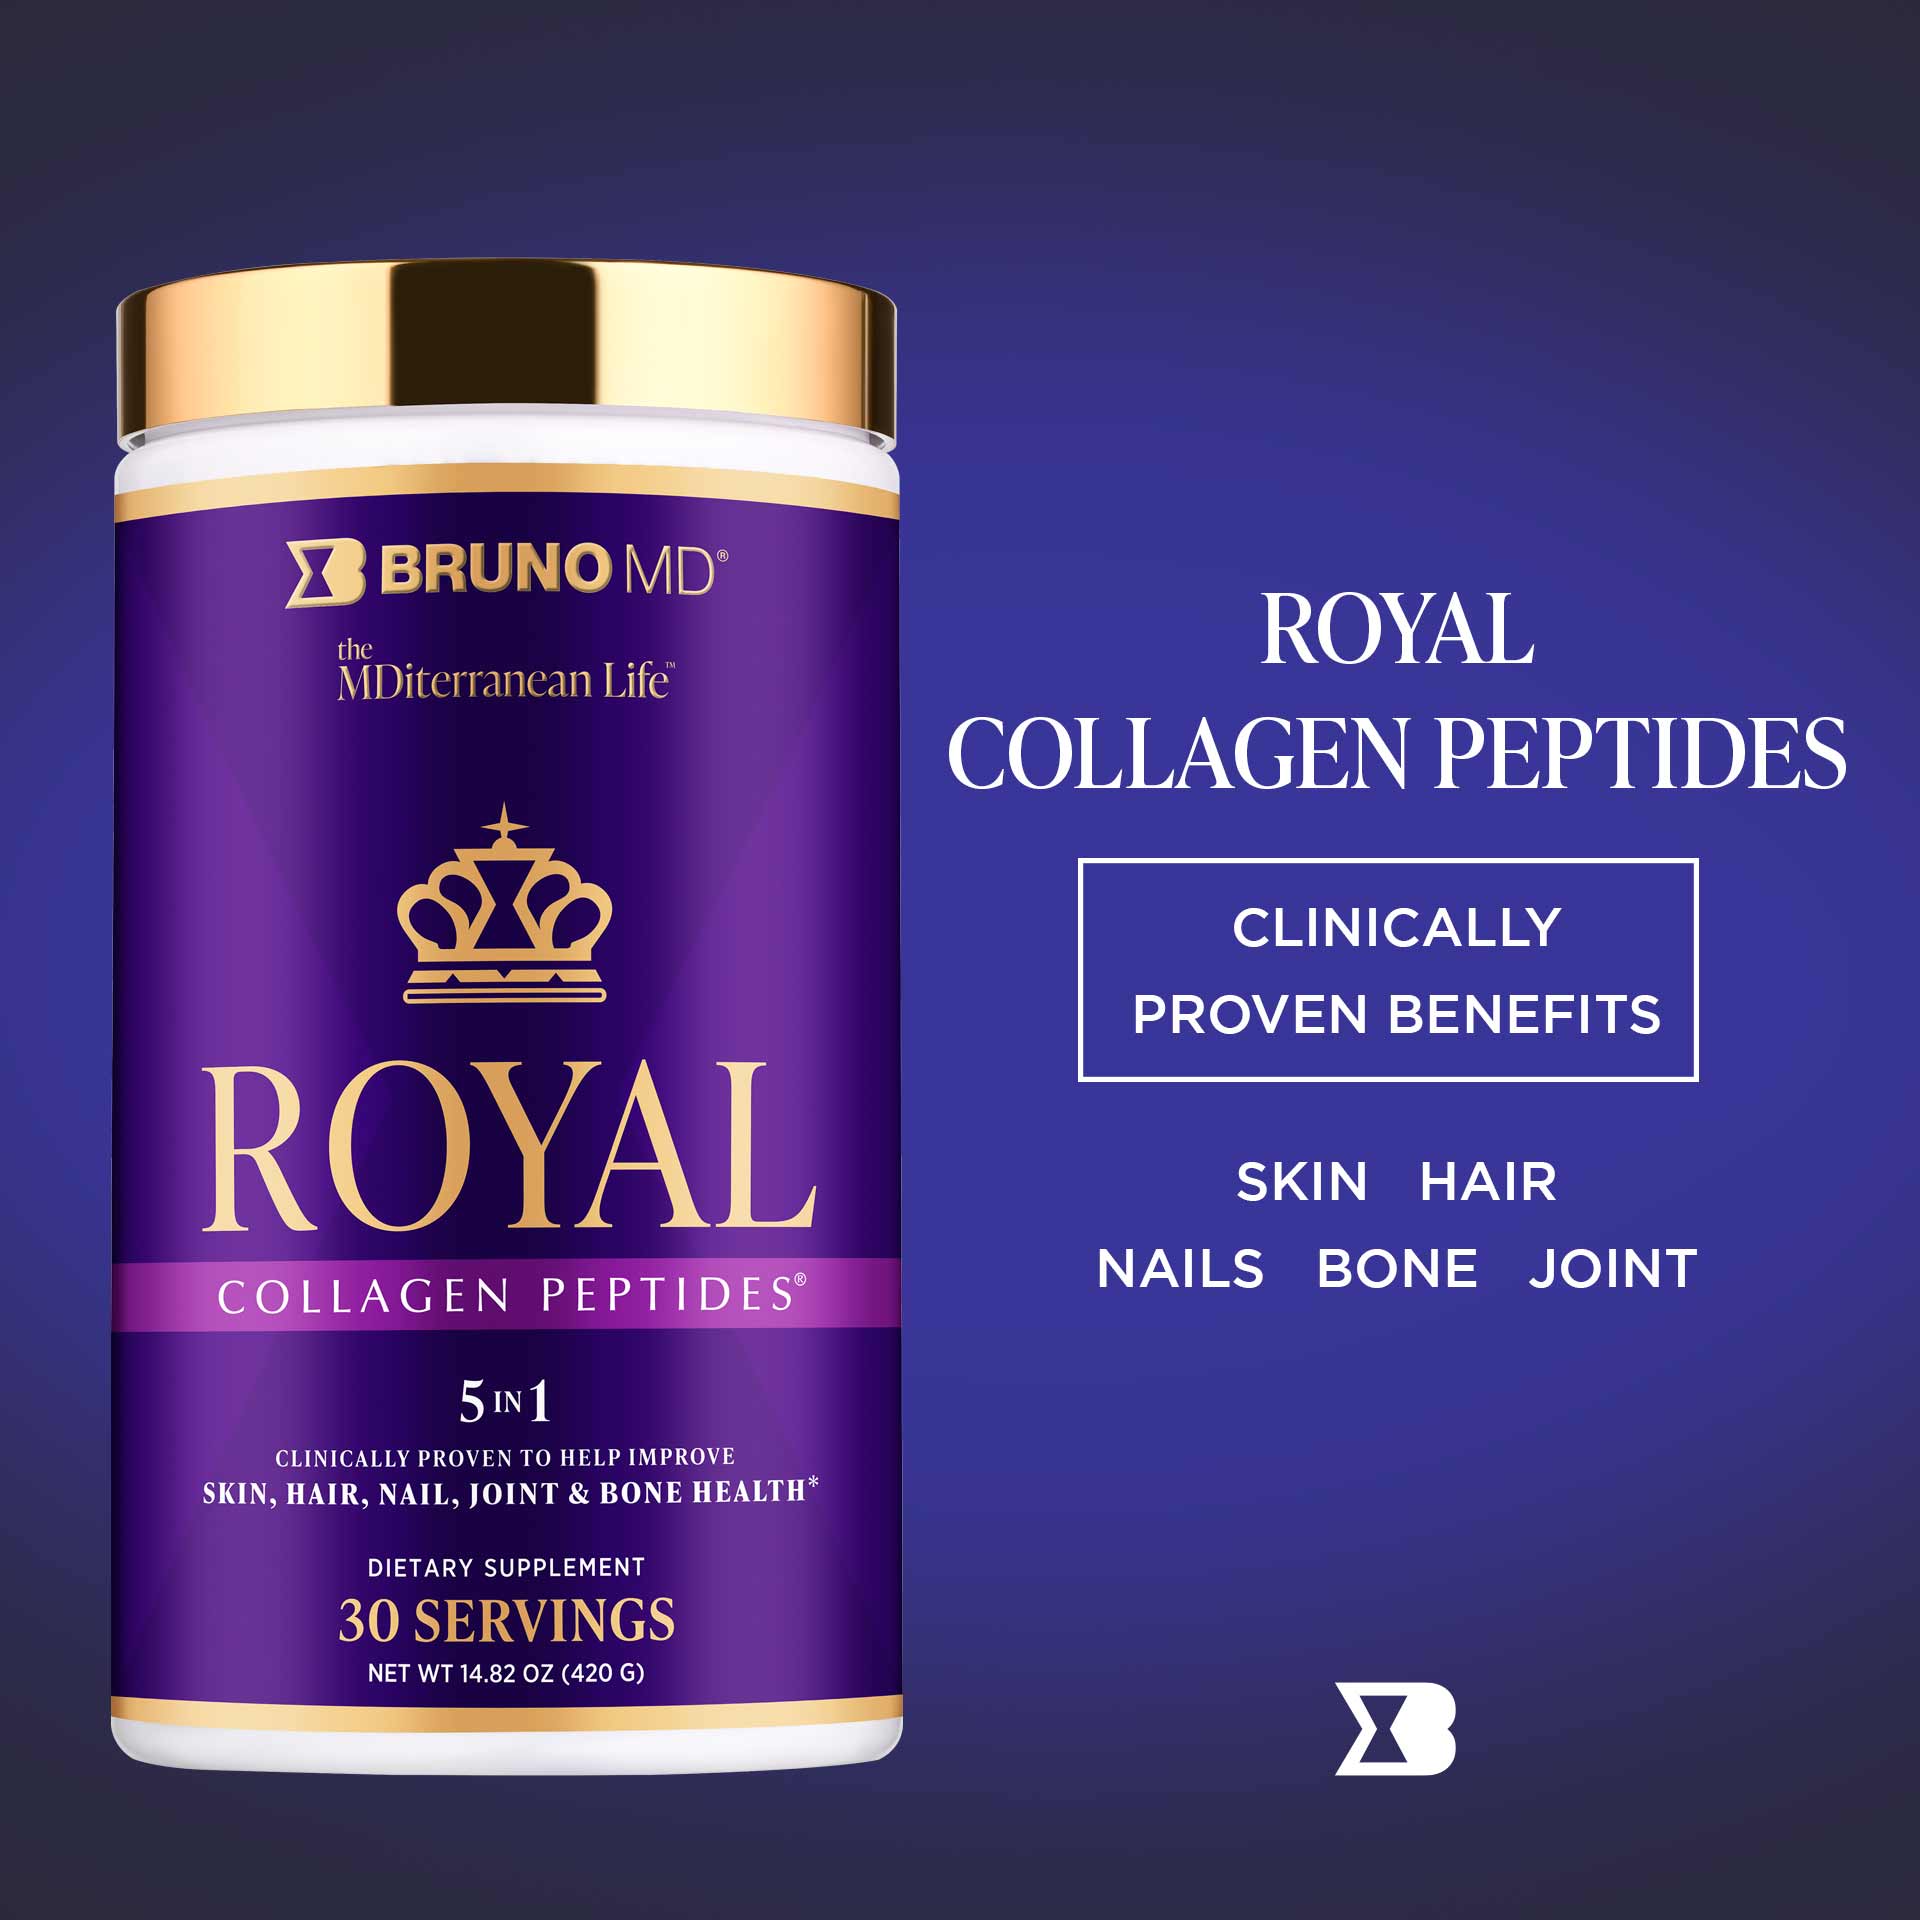 BRUNO MD®
the
MDiterranean Life™
ROYAL
COLLAGEN PEPTIDES®
5 IN 1
CLINICALLY PROVEN TO HELP IMPROVE
SKIN, HAIR, NAIL, JOINT & BONE HEALTH*
DIETARY SUPPLEMENT
30 SERVINGS
NET WT 14.82 OZ (420 G)
ROYAL
COLLAGEN PEPTIDES
CLINICALLY
PROVEN BENEFITS
SKIN HAIR
NAILS BONE JOINT